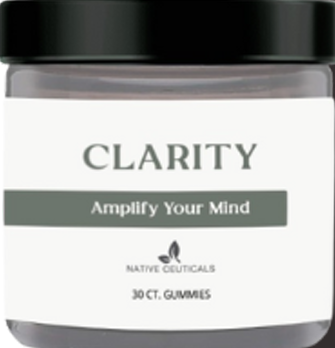 CLARITY
Amplify Your Mind
NATIVE CEUTICALS
30 CT. GUMMIES